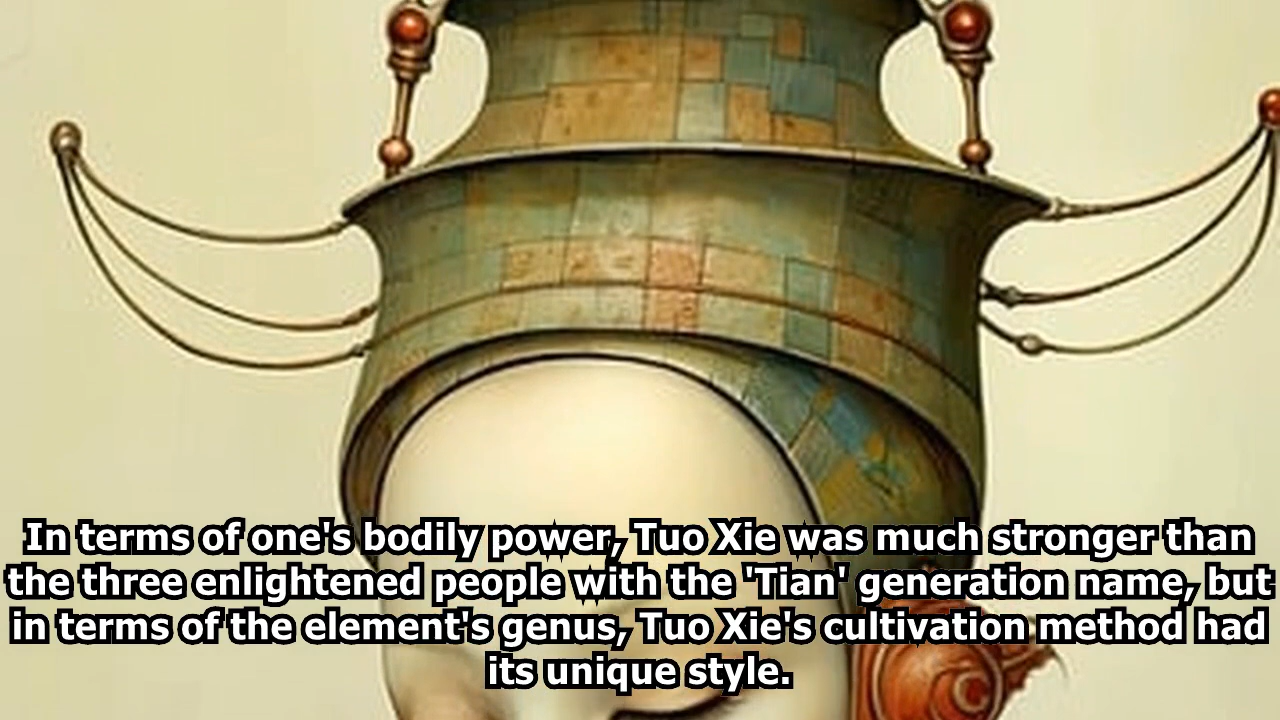 In terms of one's bodily power, Tuo Xie was much stronger than
the three enlightened people with the 'Tian' generation name, but
in terms of the element's genus, Tuo Xie's cultivation method had
its unique style.